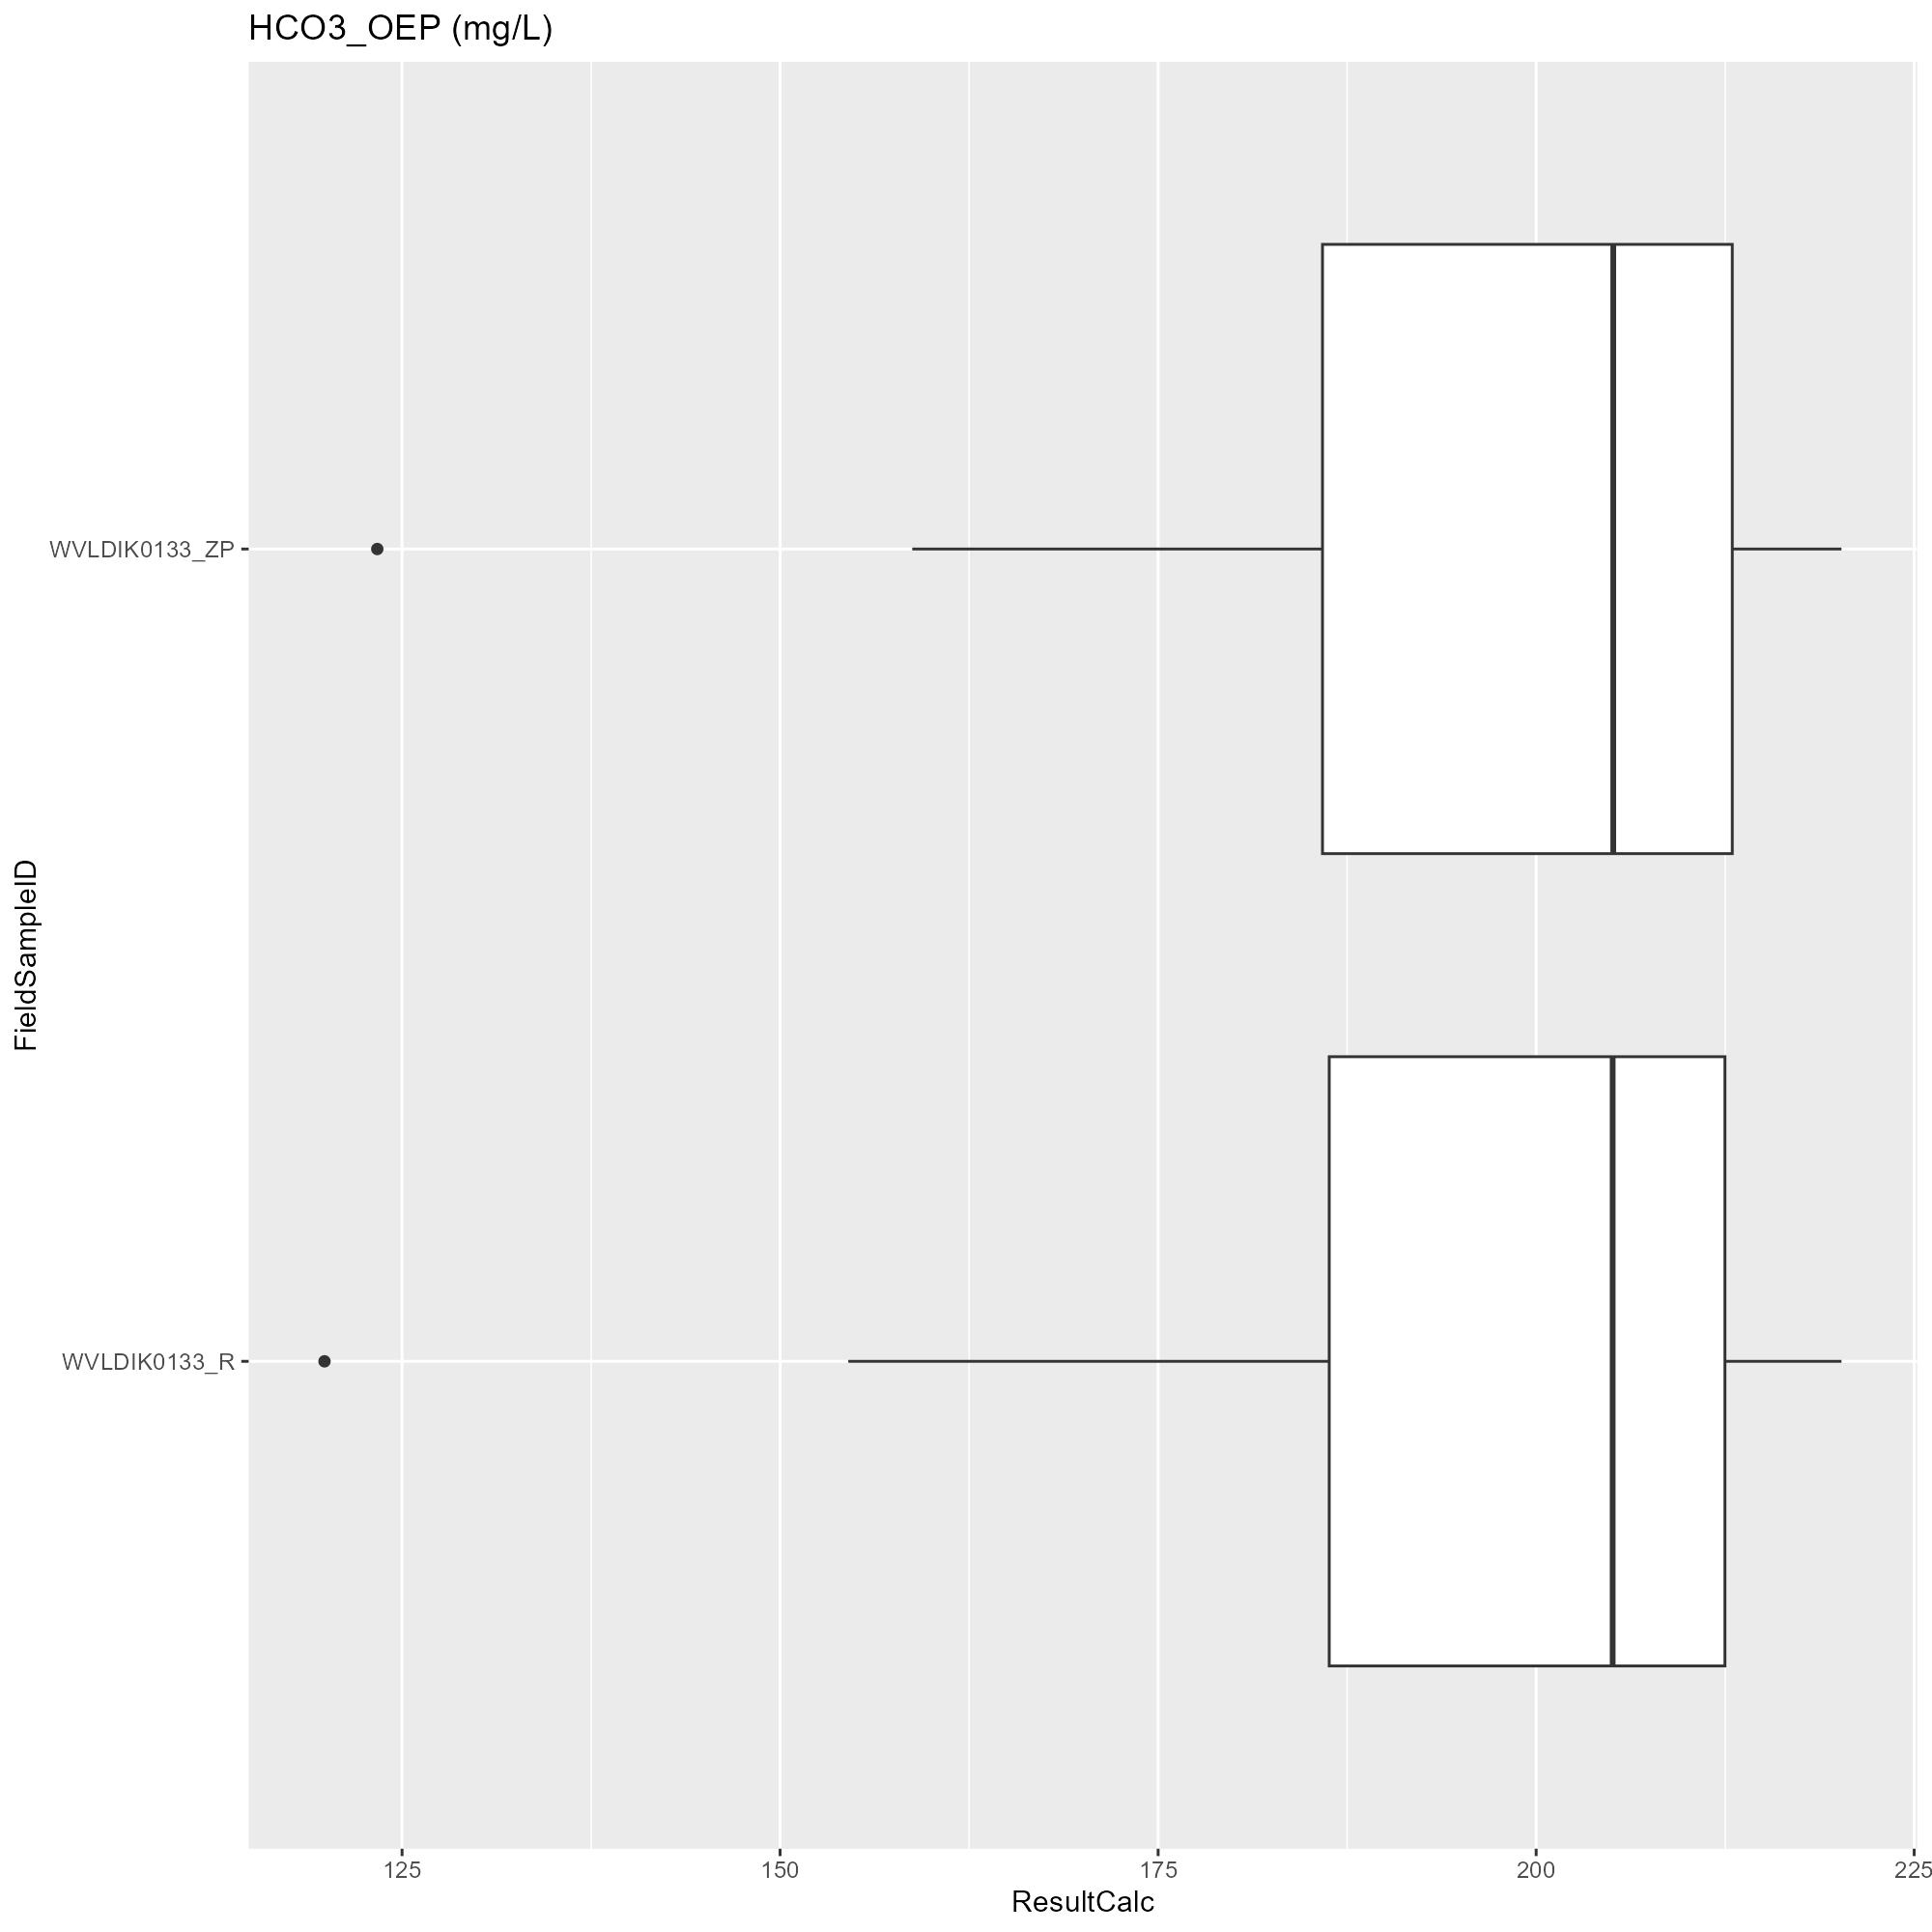 HCO3_OEP (mg/L)
FieldSampleID
WVLDIK0133_ZP
WVLDIK0133_R
125 150 175 200 225
ResultCalc